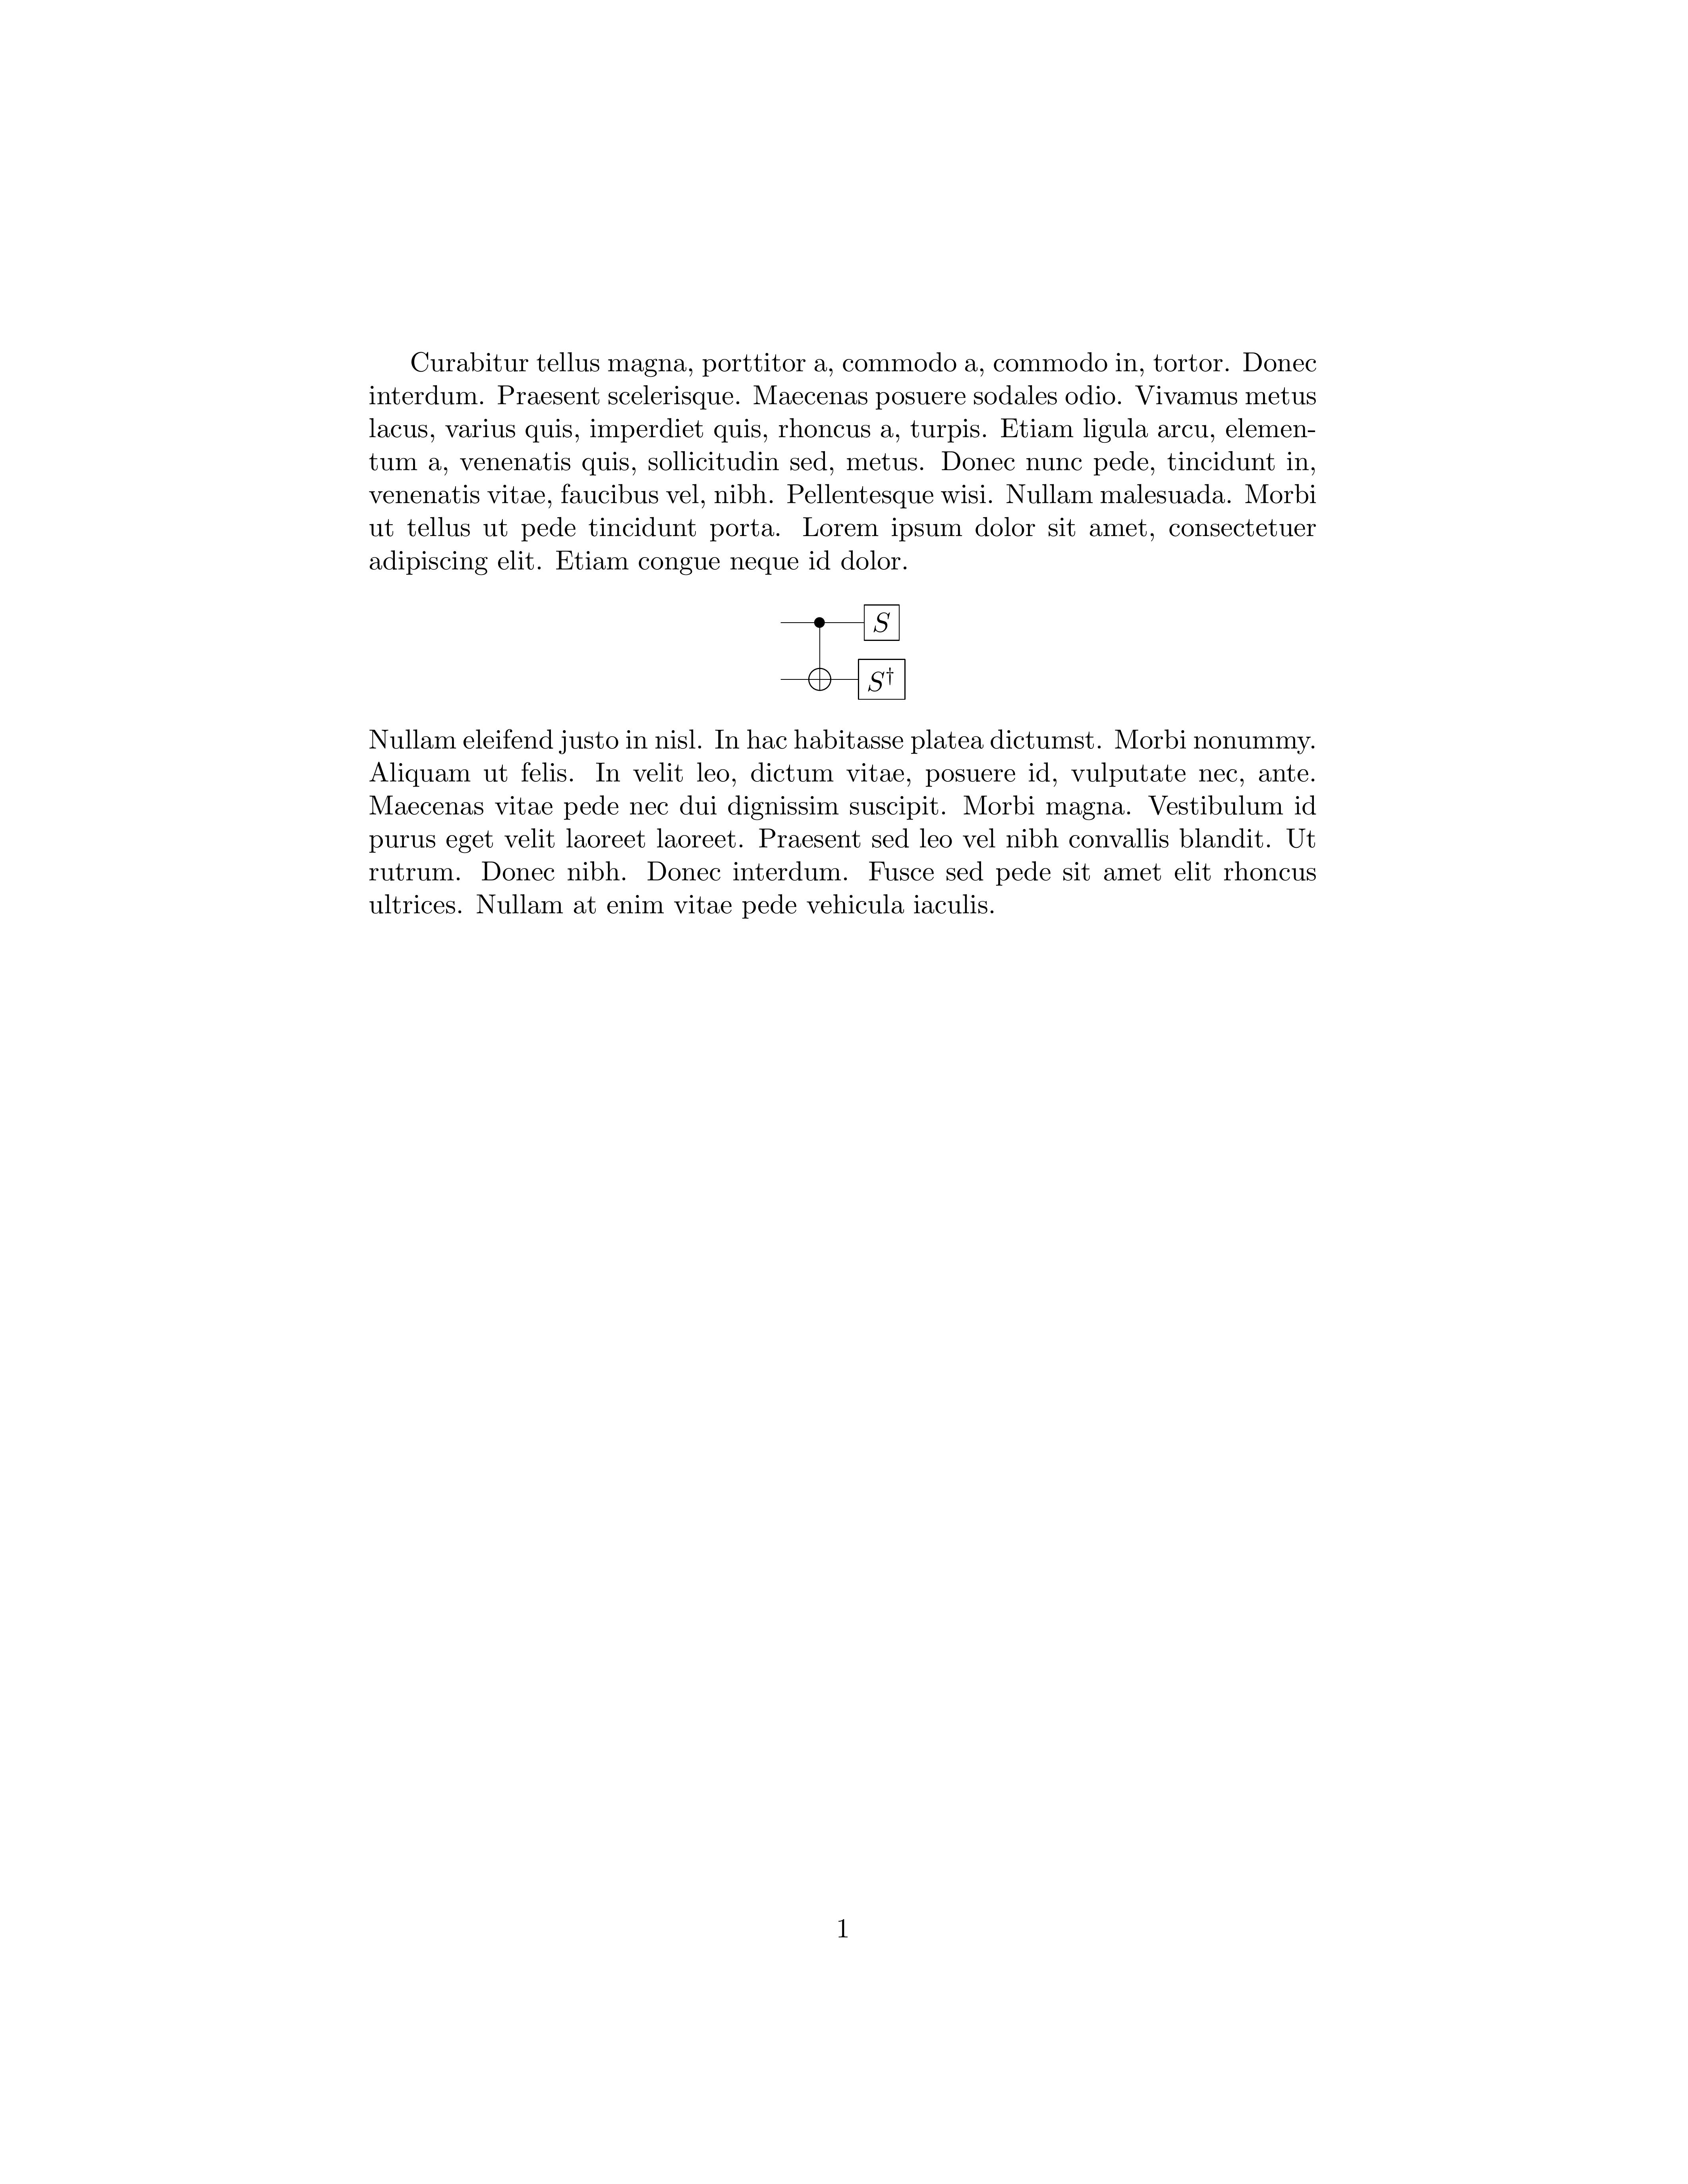 Curabitur tellus magna, porttitor a, commodo a, commodo in, tortor. Donec
interdum. Praesent scelerisque. Maecenas posuere sodales odio. Vivamus metus
lacus, varius quis, imperdiet quis, rhoncus a, turpis. Etiam ligula arcu, elemen-
tum a, venenatis quis, sollicitudin sed, metus. Donec nunc pede, tincidunt in,
venenatis vitae, faucibus vel, nibh. Pellentesque wisi. Nullam malesuada. Morbi
ut tellus ut pede tincidunt porta. Lorem ipsum dolor sit amet, consectetuer
adipiscing elit. Etiam congue neque id dolor.
S
S†
Nullam eleifend justo in nisl. In hac habitasse platea dictumst. Morbi nonummy.
Aliquam ut felis. In velit leo, dictum vitae, posuere id, vulputate nec, ante.
Maecenas vitae pede nec dui dignissim suscipit. Morbi magna. Vestibulum id
purus eget velit laoreet laoreet. Praesent sed leo vel nibh convallis blandit. Ut
rutrum. Donec nibh. Donec interdum. Fusce sed pede sit amet elit rhoncus
ultrices. Nullam at enim vitae pede vehicula iaculis.
1